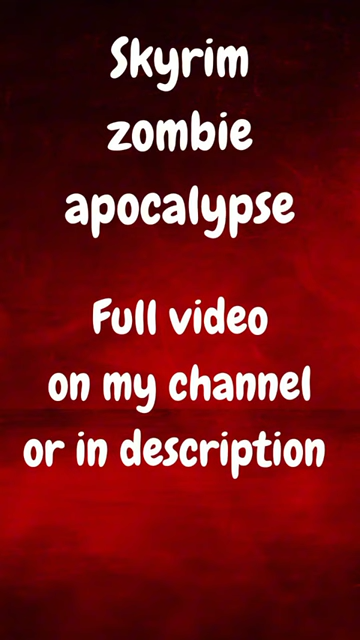 Skyrim
zombie
apocalypse
Full video
on my channel
or in description